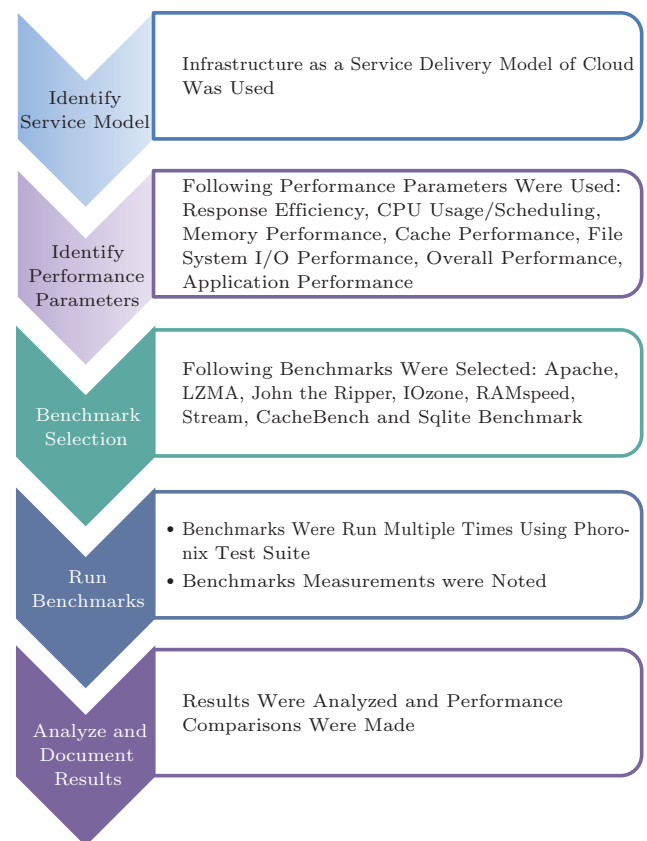 Identify
Service Model
Infrastructure as a Service Delivery Model of Cloud
Was Used
Identify
Performance
Parameters
Following Performance Parameters Were Used:
Response Efficiency, CPU Usage/Scheduling,
Memory Performance, Cache Performance, File
System I/O Performance, Overall Performance,
Application Performance
Benchmark
Selection
Following Benchmarks Were Selected: Apache,
LZMA, John the Ripper, IOzone, RAMspeed,
Stream, CacheBench and Sqlite Benchmark
Run
Benchmarks
• Benchmarks Were Run Multiple Times Using Phoro-
nix Test Suite
• Benchmarks Measurements were Noted
Analyze and
Document
Results
Results Were Analyzed and Performance
Comparisons Were Made